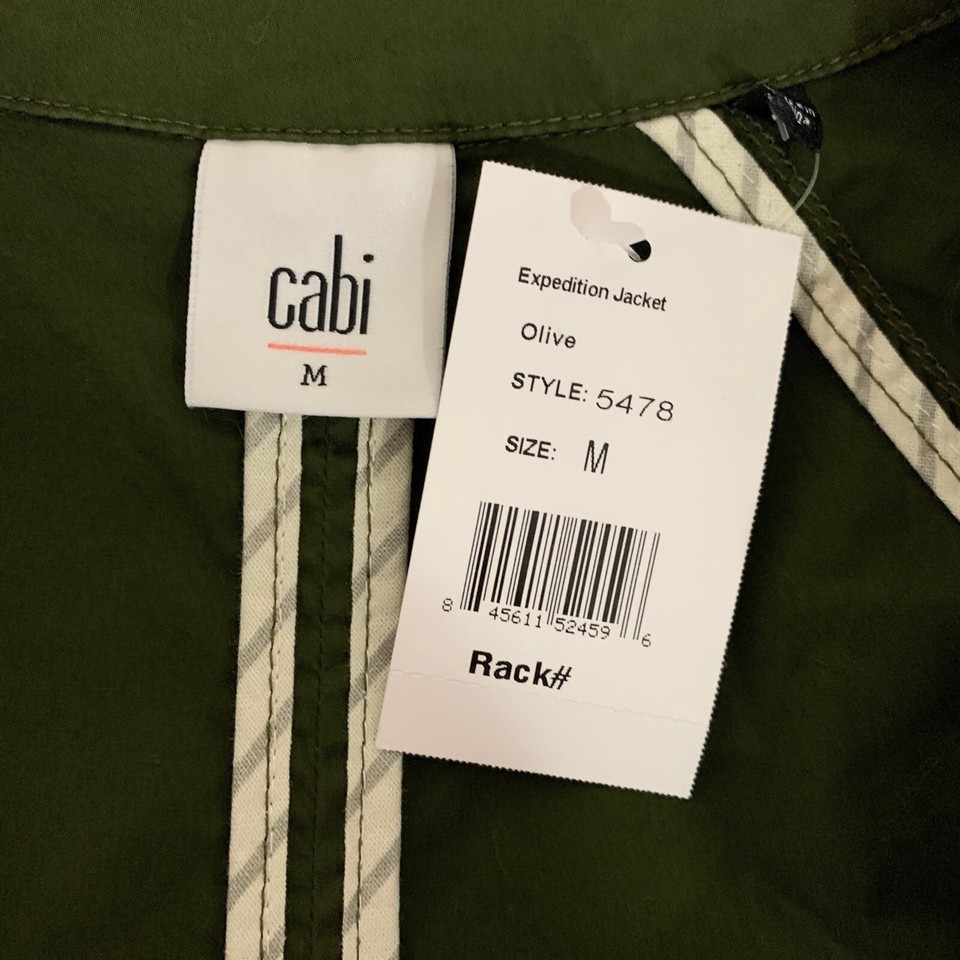 cabi
M
Expedition Jacket
Olive
STYLE: 5478
SIZE: M
8 45611 52459 6
Rack#